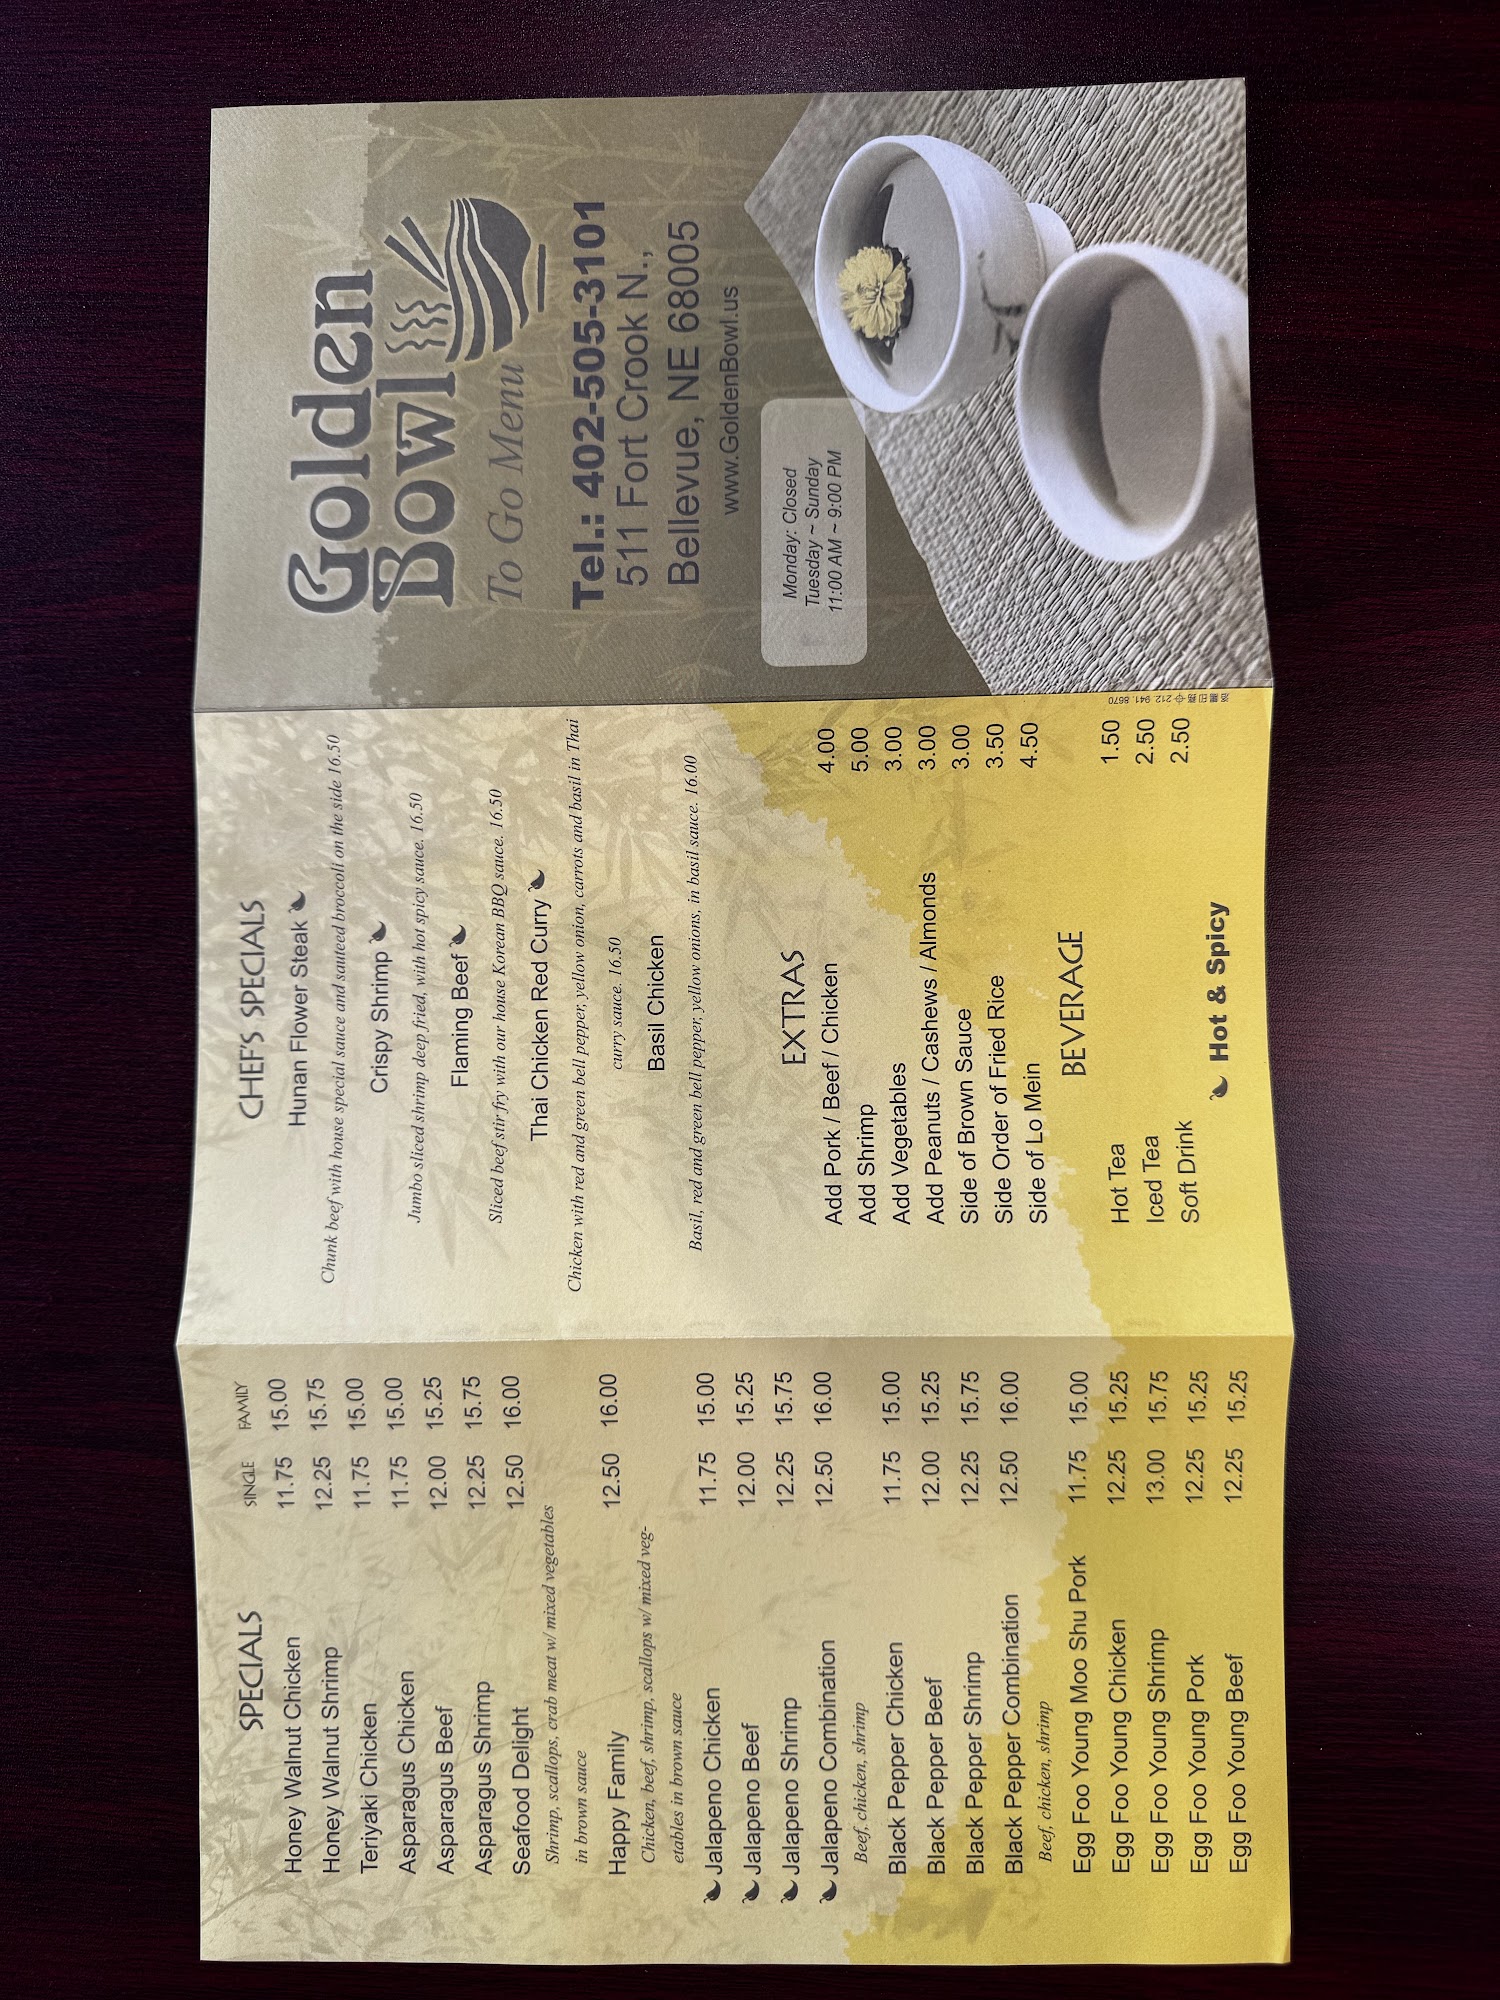 SPECIALS SINGLE FAMILY
Honey Walnut Chicken 11.75 15.00
Honey Walnut Shrimp 12.25 15.75
Teriyaki Chicken 11.75 15.00
Asparagus Chicken 11.75 15.00
Asparagus Beef 12.00 15.25
Asparagus Shrimp 12.25 15.75
Seafood Delight 12.50 16.00
Shrimp, scallops, crab meat w/ mixed vegetables
in brown sauce
Happy Family 12.50 16.00
Chicken, beef, shrimp, scallops w/ mixed veg-
etables in brown sauce
Jalapeno Chicken 11.75 15.00
Jalapeno Beef 12.00 15.25
Jalapeno Shrimp 12.25 15.75
Jalapeno Combination 12.50 16.00
Beef, chicken, shrimp
Black Pepper Chicken 11.75 15.00
Black Pepper Beef 12.00 15.25
Black Pepper Shrimp 12.25 15.75
Black Pepper Combination 12.50 16.00
Beef, chicken, shrimp
Egg Foo Young Moo Shu Pork 11.75 15.00
Egg Foo Young Chicken 12.25 15.25
Egg Foo Young Shrimp 13.00 15.75
Egg Foo Young Pork 12.25 15.25
Egg Foo Young Beef 12.25 15.25
CHEF'S SPECIALS
Hunan Flower Steak
Chunk beef with house special sauce and sauteed broccoli on the side 16.50
Crispy Shrimp
Jumbo sliced shrimp deep fried, with hot spicy sauce. 16.50
Flaming Beef
Sliced beef stir fry with our house Korean BBQ sauce. 16.50
Thai Chicken Red Curry
Chicken with red and green bell pepper, yellow onion, carrots and basil in Thai
curry sauce. 16.50
Basil Chicken
Basil, red and green bell pepper, yellow onions, in basil sauce. 16.00
EXTRAS
Add Pork / Beef / Chicken 4.00
Add Shrimp 5.00
Add Vegetables 3.00
Add Peanuts / Cashews / Almonds 3.00
Side of Brown Sauce 3.00
Side Order of Fried Rice 3.50
Side of Lo Mein 4.50
BEVERAGE
Hot Tea 1.50
Iced Tea 2.50
Soft Drink 2.50
Hot & Spicy
Golden
Bowl
To Go Menu
Tel.: 402-505-3101
511 Fort Crook N.,
Bellevue, NE 68005
www.GoldenBowl.us
Monday: Closed
Tuesday ~ Sunday
11:00 AM ~ 9:00 PM
212. 941. 8670